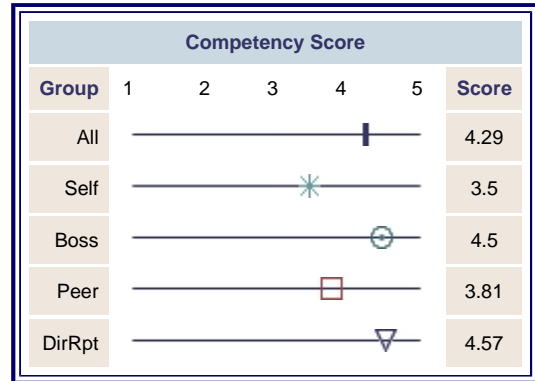 Competency Score
Group 1 2 3 4 5 Score
All 4.29
Self 3.5
Boss 4.5
Peer 3.81
DirRpt 4.57